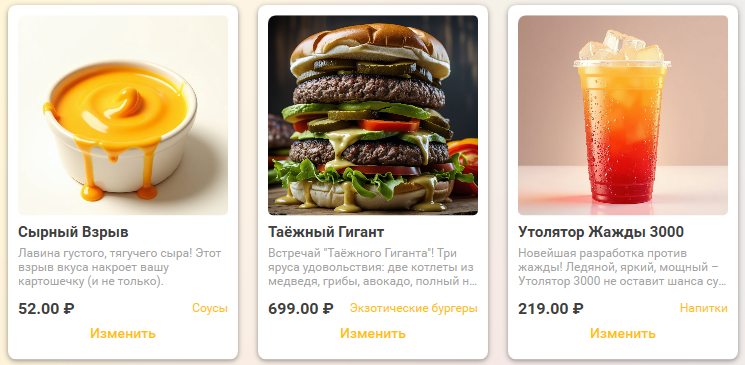 Сырный Взрыв
Лавина густого, тягучего сыра! Этот
взрыв вкуса накроет вашу
картошечку (и не только).
52.00 ₽ Соусы
Изменить
Таёжный Гигант
Встречай "Таёжного Гиганта"! Три
яруса удовольствия: две котлеты из
медведя, грибы, авокадо, полный н...
699.00 ₽ Экзотические бургеры
Изменить
Утолятор Жажды 3000
Новейшая разработка против
жажды! Ледяной, яркий, мощный –
Утолятор 3000 не оставит шанса су...
219.00 ₽ Напитки
Изменить